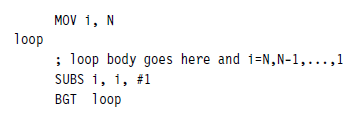 MOV i, N
loop
; loop body goes here and i=N,N-1,...,1
SUBS i, i, #1
BGT loop